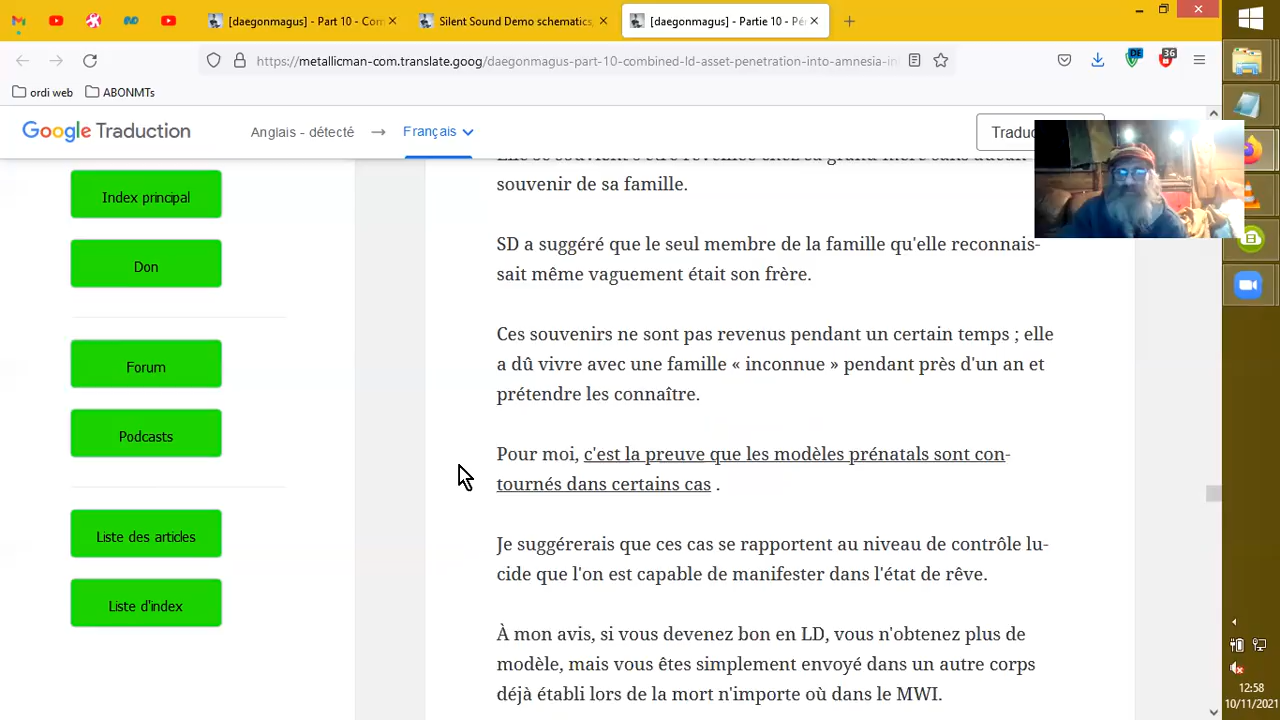 [daegonmagus] - Part 10 - Con
Silent Sound Demo schematics,
[daegonmagus] - Partie 10 - Pé
https://metallicman-com.translate.goog/daegonmagus-part-10-combined-ld-asset-penetration-into-amnesia-in
DE
36
ordi web
ABONMTs
Google Traduction
Anglais - détecté
Français
Traduc
Index principal
Don
Forum
Podcasts
Liste des articles
Liste d'index
souvenir de sa famille.
SD a suggéré que le seul membre de la famille qu'elle reconnais-
sait même vaguement était son frère.
Ces souvenirs ne sont pas revenus pendant un certain temps ; elle
a dû vivre avec une famille « inconnue » pendant près d'un an et
prétendre les connaître.
Pour moi, c'est la preuve que les modèles prénatals sont con-
tournés dans certains cas .
Je suggérerais que ces cas se rapportent au niveau de contrôle lu-
cide que l'on est capable de manifester dans l'état de rêve.
À mon avis, si vous devenez bon en LD, vous n'obtenez plus de
modèle, mais vous êtes simplement envoyé dans un autre corps
déjà établi lors de la mort n'importe où dans le MWI.
12:58
10/11/2021